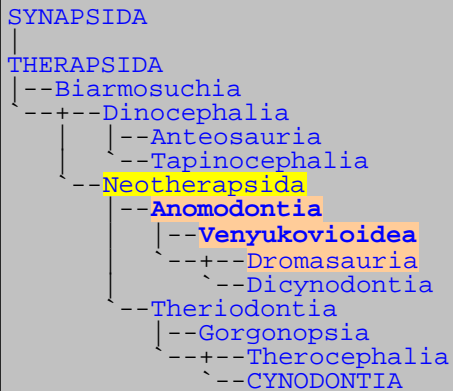 SYNAPSIDA
|
THERAPSIDA
|--Biarmosuchia
`--+--Dinocephalia
   |  |--Anteosauria
   |  `--Tapinocephalia
   `--Neotherapsida
      |--Anomodontia
      |  |--Venyukovioidea
      |  `--+--Dromasauria
      |     `--Dicynodontia
      `--Theriodontia
         |--Gorgonopsia
         `--+--Therocephalia
            `--CYNODONTIA